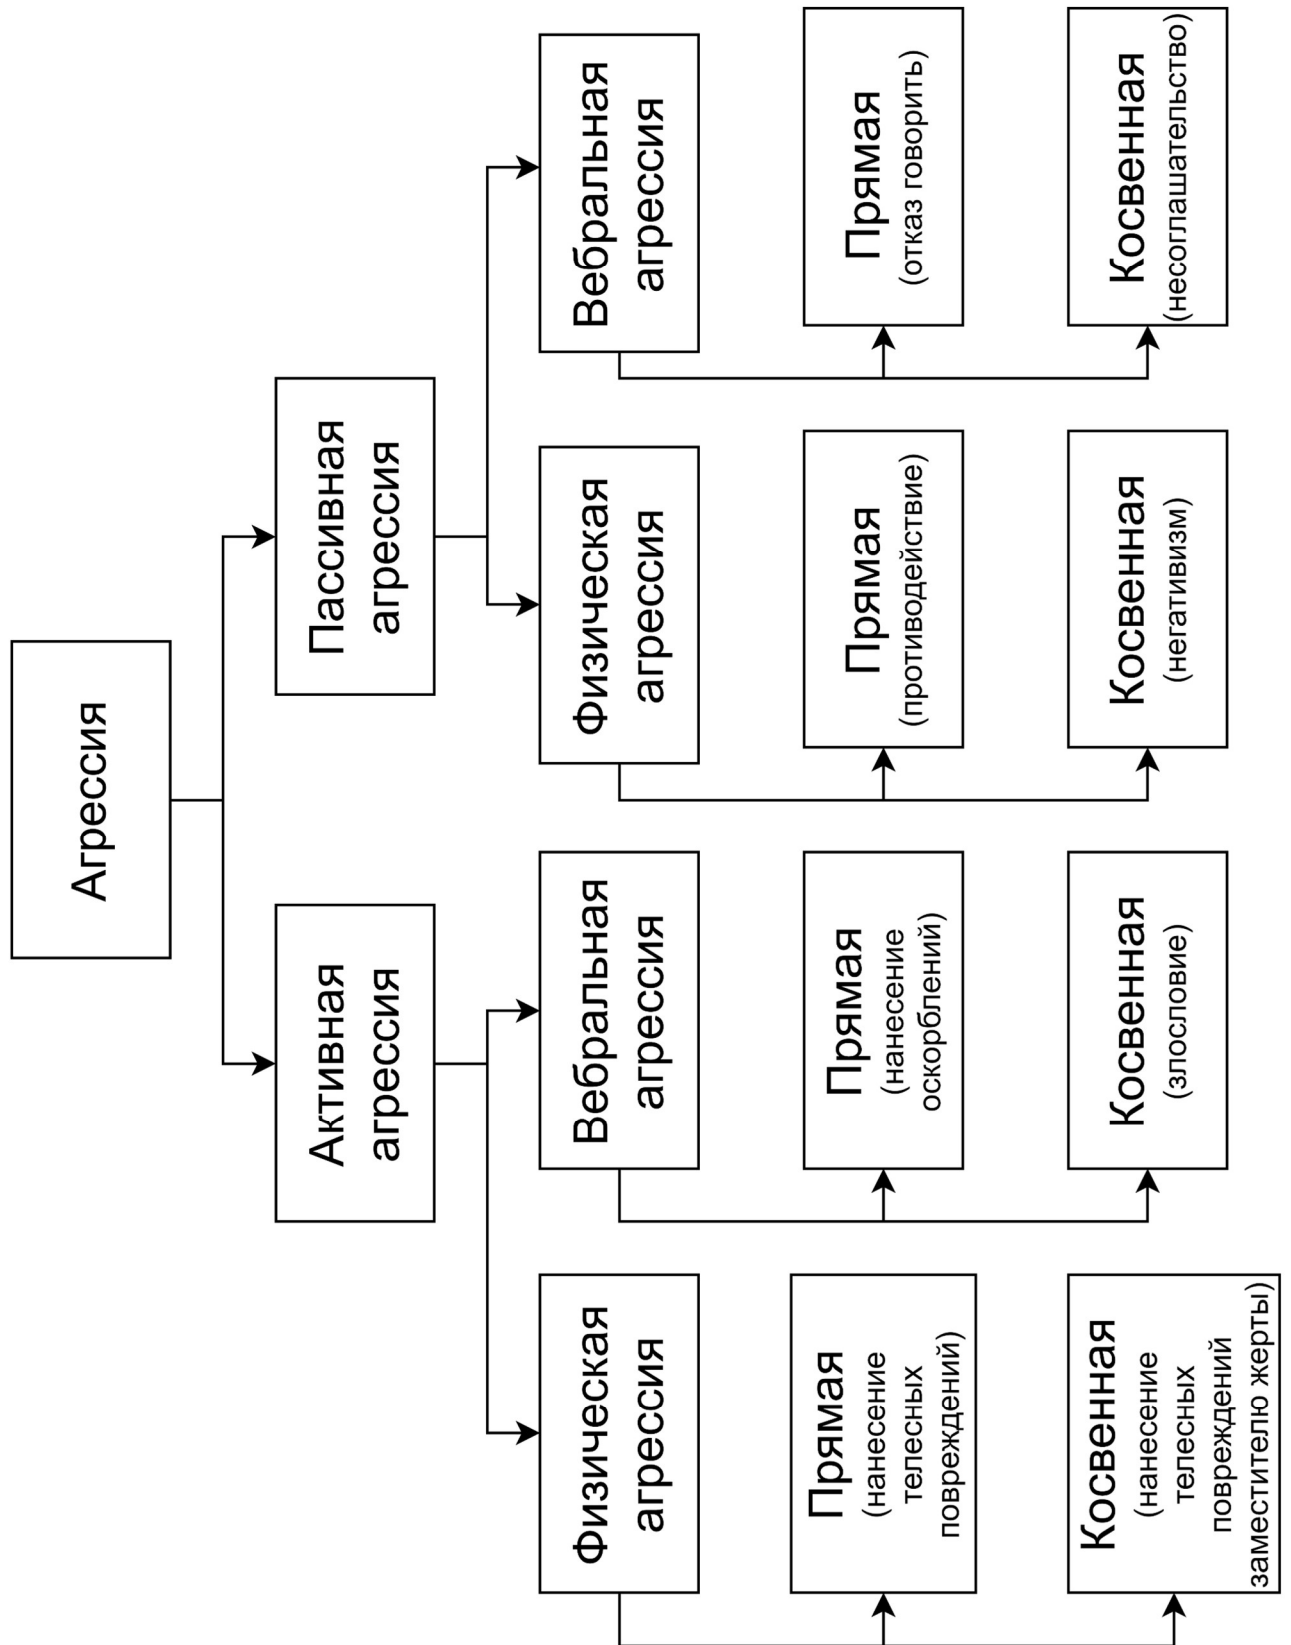 Агрессия
Активная
агрессия
Пассивная
агрессия
Физическая
агрессия
Вебральная
агрессия
Физическая
агрессия
Вебральная
агрессия
Прямая
(нанесение
телесных
повреждений)
Прямая
(нанесение
оскорблений)
Прямая
(противодействие)
Прямая
(отказ говорить)
Косвенная
(нанесение
телесных
повреждений
заместителю жерты)
Косвенная
(злословие)
Косвенная
(негативизм)
Косвенная
(несоглашательство)